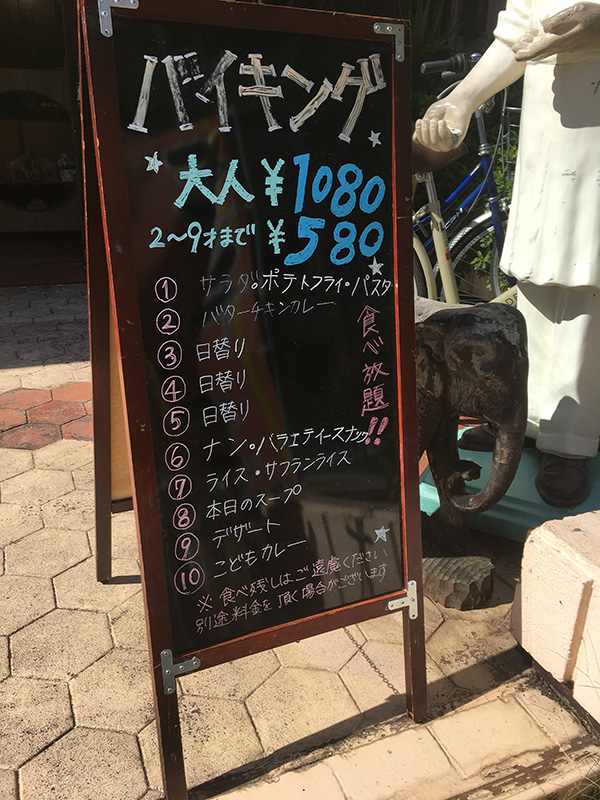 バイキング
大人 ¥1080
2〜9才まで ¥580
① サラダ。ポテトフライ・パスタ
② バターチキンカレー
③ 日替り
④ 日替り
⑤ 日替り
⑥ ナン・バラエティースナック
⑦ ライス・サフランライス
⑧ 本日のスープ
⑨ デザート
⑩ こどもカレー
食べ放題!!
※ 食べ残しはご遠慮ください
別途料金を頂く場合がございます